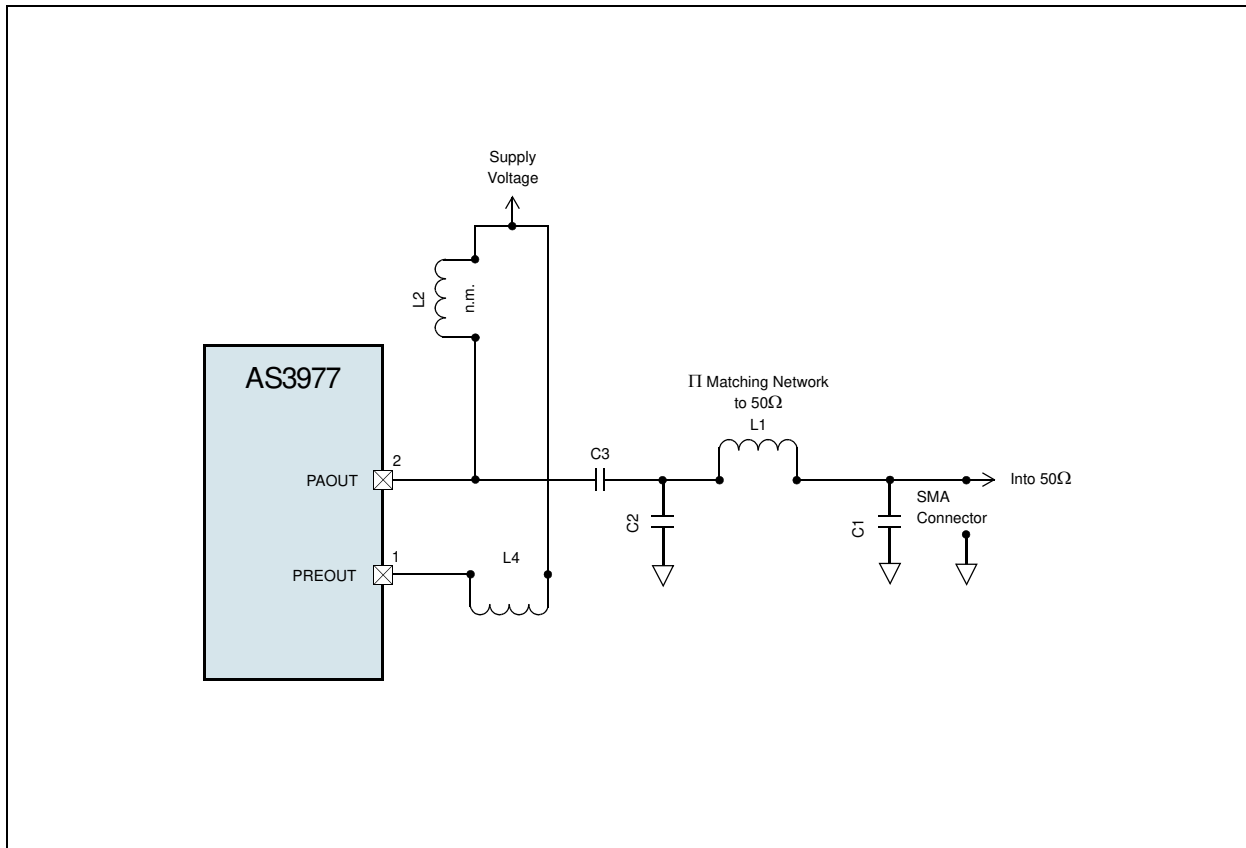 Supply
Voltage
L2
n.m.
AS3977
Π Matching Network
to 50Ω
L1
C3
2
PAOUT
Into 50Ω
SMA
Connector
C2
C1
1
L4
PREOUT